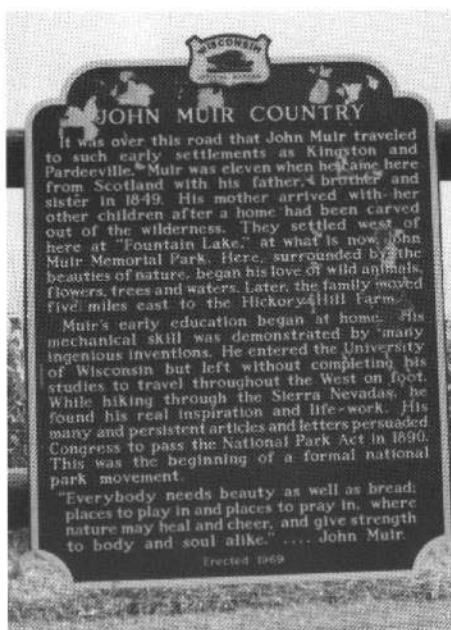 WISCONSIN
OFFICIAL MARKER
JOHN MUIR COUNTRY
It was over this road that John Muir traveled
to such early settlements as Kingston and
Pardeeville. Muir was eleven when he came here
from Scotland with his father, brother and
sister in 1849. His mother arrived with her
other children after a home had been carved
out of the wilderness. They settled west of
here at "Fountain Lake," at what is now John
Muir Memorial Park. Here, surrounded by the
beauties of nature, began his love of wild animals,
flowers, trees and waters. Later, the family moved
five miles east to the Hickory Hill Farm.
Muir's early education began at home. His
mechanical skill was demonstrated by many
ingenious inventions. He entered the University
of Wisconsin but left without completing his
studies to travel throughout the West on foot.
While hiking through the Sierra Nevadas, he
found his real inspiration and life-work. His
many and persistent articles and letters persuaded
Congress to pass the National Park Act in 1890.
This was the beginning of a formal national
park movement.
"Everybody needs beauty as well as bread;
places to play in and places to pray in, where
nature may heal and cheer, and give strength
to body and soul alike." .... John Muir.
Erected 1969